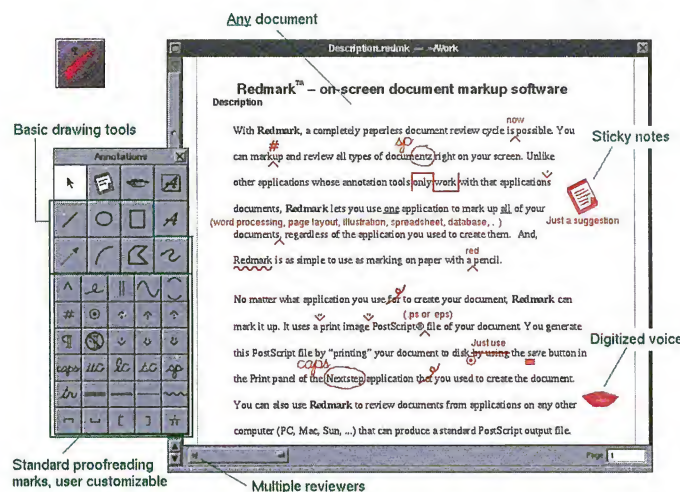 Any document
Description.redmk — ~/Work
Redmark™ – on-screen document markup software
Description
now
With Redmark, a completely paperless document review cycle is possible. You
# sp
can markup and review all types of documentz right on your screen. Unlike
other applications whose annotation tools only work with that applications
documents, Redmark lets you use one application to mark up all of your
(word processing, page layout, illustration, spreadsheet, database, . )
documents, regardless of the application you used to create them. And,
red
Redmark is as simple to use as marking on paper with a pencil.
No matter what application you use for to create your document, Redmark can
(.ps or eps)
mark it up. It uses a print image PostScript® file of your document. You generate
Just use
this PostScript file by "printing" your document to disk by using the save button in
caps
the Print panel of the Nextstep application that you used to create the document.
You can also use Redmark to review documents from applications on any other
computer (PC, Mac, Sun, ...) that can produce a standard PostScript output file.
Page 1
Basic drawing tools
Annotations
A
A
#
¶
caps uc lc sc sp
tr
Standard proofreading
marks, user customizable
Multiple reviewers
Sticky notes
Just a suggestion
Digitized voice